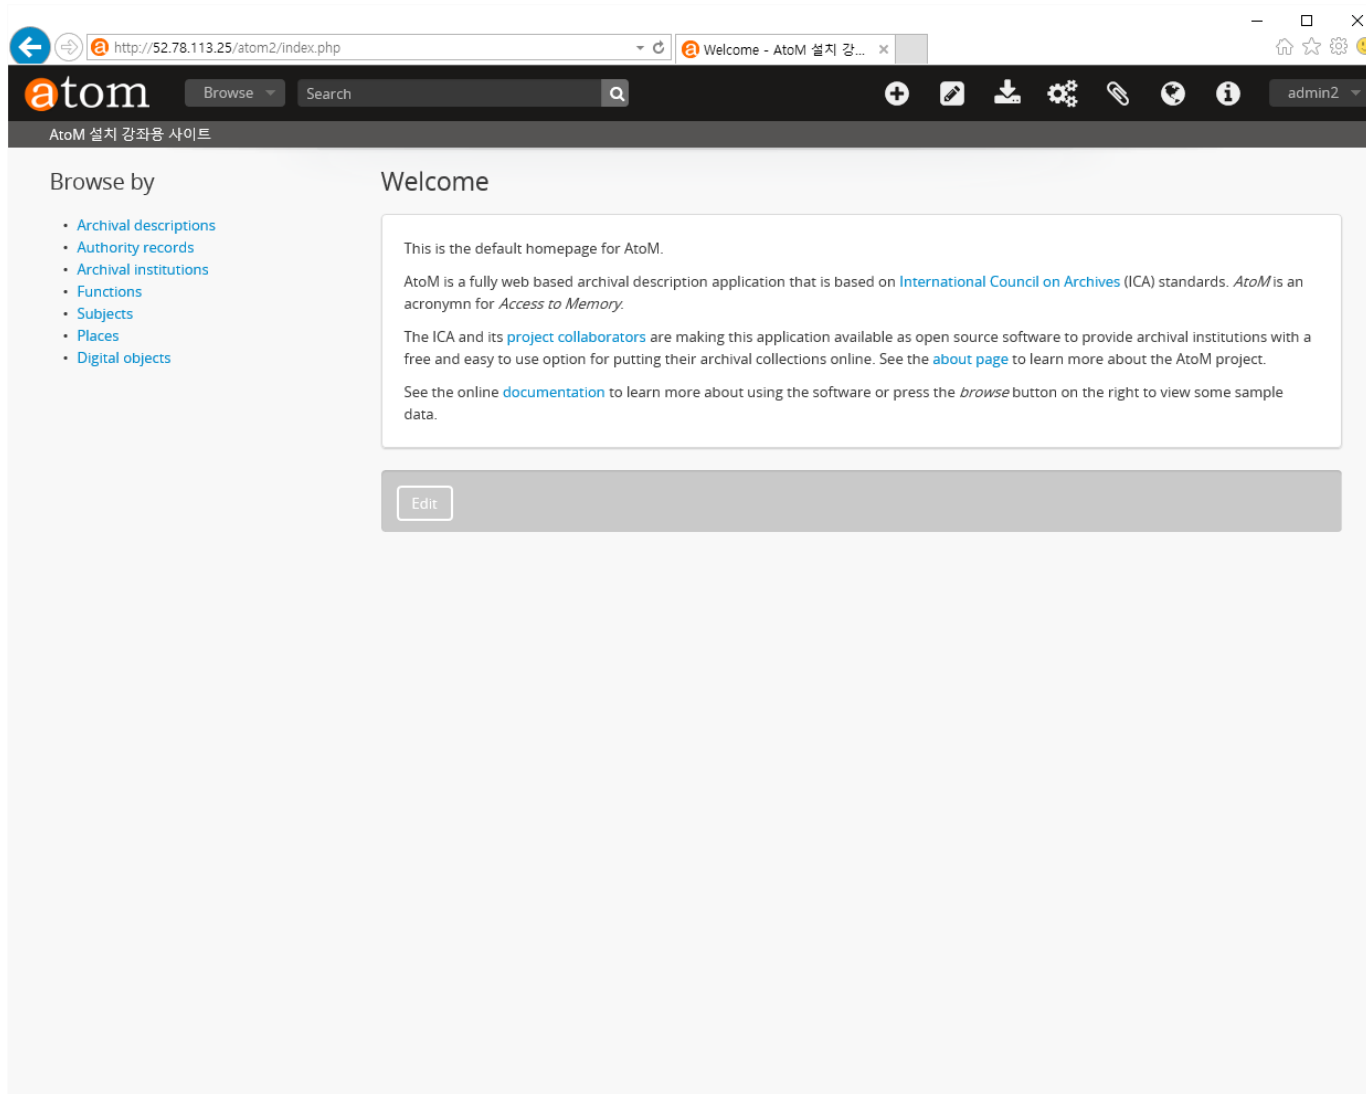 http://52.78.113.25/atom2/index.php
Welcome - AtoM 설치 강...
atom
Browse
Search
admin2
AtoM 설치 강좌용 사이트
Browse by
Archival descriptions
Authority records
Archival institutions
Functions
Subjects
Places
Digital objects
Welcome
This is the default homepage for AtoM.
AtoM is a fully web based archival description application that is based on International Council on Archives (ICA) standards. AtoM is an
acronymn for Access to Memory.
The ICA and its project collaborators are making this application available as open source software to provide archival institutions with a
free and easy to use option for putting their archival collections online. See the about page to learn more about the AtoM project.
See the online documentation to learn more about using the software or press the browse button on the right to view some sample
data.
Edit